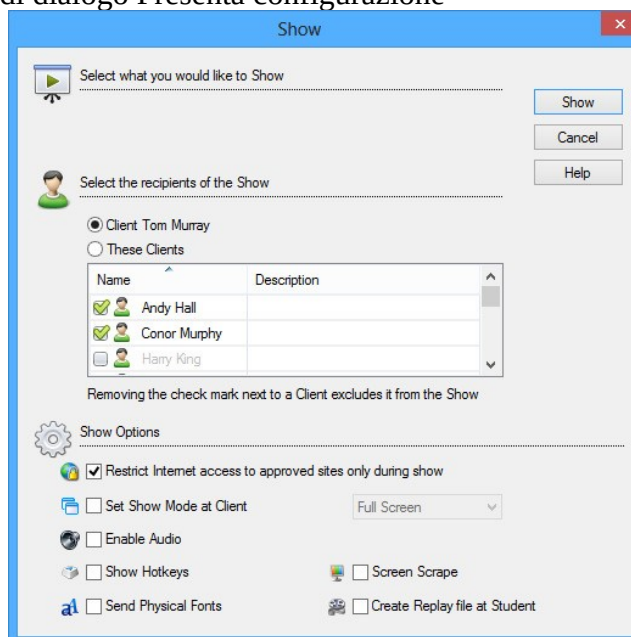 di dialogo Presenta configurazione
Show
Select what you would like to Show
Show
Cancel
Help
Select the recipients of the Show
Client Tom Murray
These Clients
Name Description
Andy Hall
Conor Murphy
Harry King
Removing the check mark next to a Client excludes it from the Show
Show Options
Restrict Internet access to approved sites only during show
Set Show Mode at Client Full Screen
Enable Audio
Show Hotkeys Screen Scrape
Send Physical Fonts Create Replay file at Student